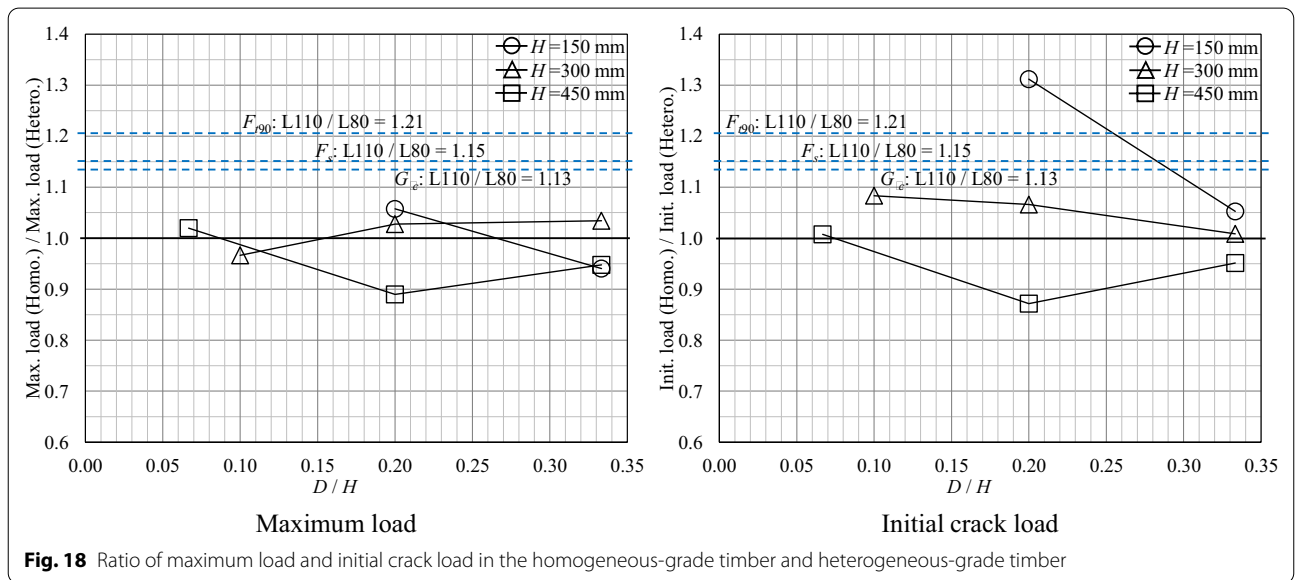 1.4
1.3
1.2
1.1
1.0
0.9
0.8
0.7
0.6
Max. load (Homo.) / Max. load (Hetero.)
H =150 mm
H =300 mm
H =450 mm
F_t90: L110 / L80 = 1.21
F_s: L110 / L80 = 1.15
G_c: L110 / L80 = 1.13
0.00 0.05 0.10 0.15 0.20 0.25 0.30 0.35
D / H
Maximum load
1.4
1.3
1.2
1.1
1.0
0.9
0.8
0.7
0.6
Init. load (Homo.) / Init. load (Hetero.)
H =150 mm
H =300 mm
H =450 mm
F_t90: L110 / L80 = 1.21
F_s: L110 / L80 = 1.15
G_c: L110 / L80 = 1.13
0.00 0.05 0.10 0.15 0.20 0.25 0.30 0.35
D / H
Initial crack load
Fig. 18 Ratio of maximum load and initial crack load in the homogeneous-grade timber and heterogeneous-grade timber